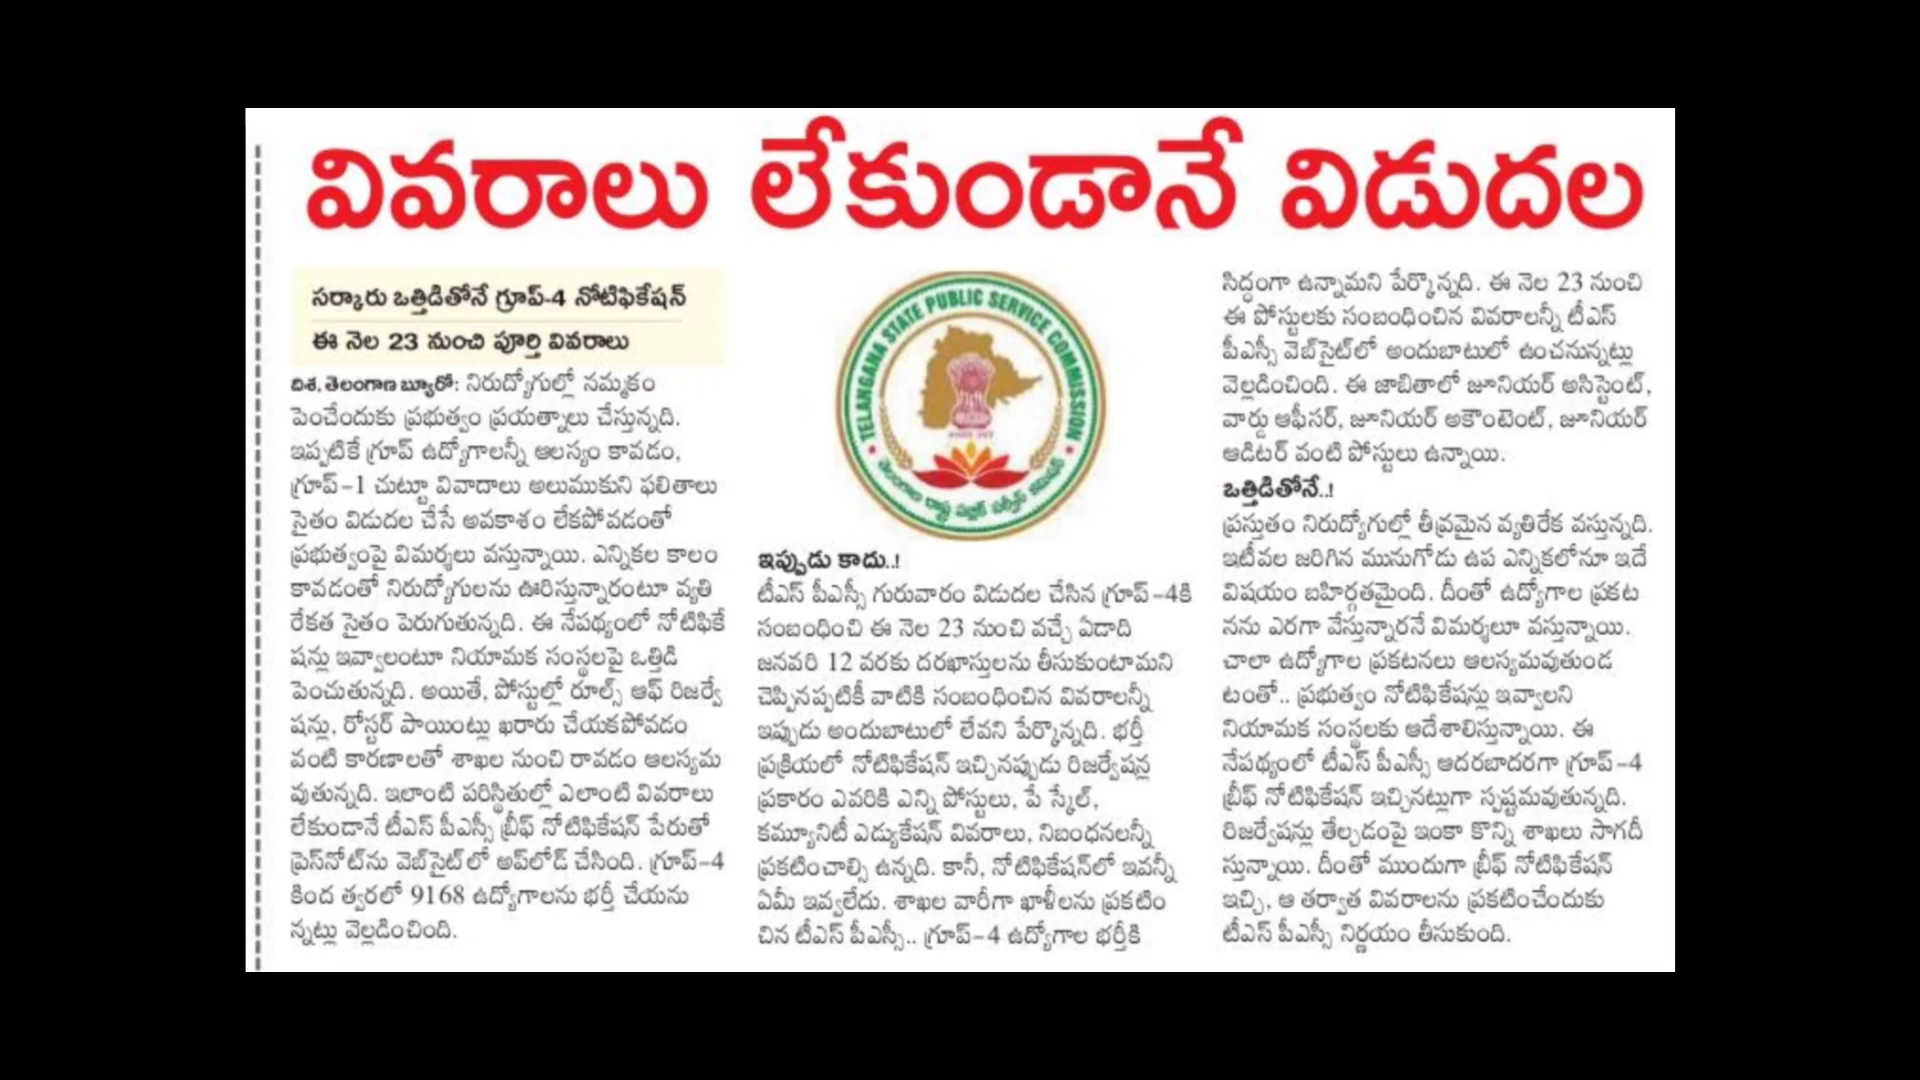 వివరాలు లేకుండానే విడుదల
సర్కారు ఒత్తిడితోనే గ్రూప్-4 నోటిఫికేషన్
ఈ నెల 23 నుంచి పూర్తి వివరాలు
దిశ, తెలంగాణ బ్యూరో: నిరుద్యోగుల్లో నమ్మకం
పెంచేందుకు ప్రభుత్వం ప్రయత్నాలు చేస్తున్నది.
ఇప్పటికే గ్రూప్ ఉద్యోగాలన్నీ ఆలస్యం కావడం,
గ్రూప్-1 చుట్టూ వివాదాలు అలుముకుని ఫలితాలు
సైతం విడుదల చేసే అవకాశం లేకపోవడంతో
ప్రభుత్వంపై విమర్శలు వస్తున్నాయి. ఎన్నికల కాలం
కావడంతో నిరుద్యోగులను ఊరిస్తున్నారంటూ వ్యతి
రేకత సైతం పెరుగుతున్నది. ఈ నేపథ్యంలో నోటిఫికే
షన్లు ఇవ్వాలంటూ నియామక సంస్థలపై ఒత్తిడి
పెంచుతున్నది. అయితే, పోస్టుల్లో రూల్స్ ఆఫ్ రిజర్వే
షన్లు, రోస్టర్ పాయింట్లు ఖరారు చేయకపోవడం
వంటి కారణాలతో శాఖల నుంచి రావడం ఆలస్యమ
వుతున్నది. ఇలాంటి పరిస్థితుల్లో ఎలాంటి వివరాలు
లేకుండానే టీఎస్ పీఎస్సీ బ్రీఫ్ నోటిఫికేషన్ పేరుతో
ప్రెస్‌నోట్‌ను వెబ్‌సైట్‌లో అప్‌లోడ్ చేసింది. గ్రూప్-4
కింద త్వరలో 9168 ఉద్యోగాలను భర్తీ చేయను
న్నట్లు వెల్లడించింది.
TELANGANA STATE PUBLIC SERVICE COMMISSION
తెలంగాణ రాష్ట్ర పబ్లిక్ సర్వీస్ కమిషన్
ఇప్పుడు కాదు..!
టీఎస్ పీఎస్సీ గురువారం విడుదల చేసిన గ్రూప్-4కి
సంబంధించి ఈ నెల 23 నుంచి వచ్చే ఏడాది
జనవరి 12 వరకు దరఖాస్తులను తీసుకుంటామని
చెప్పినప్పటికీ వాటికి సంబంధించిన వివరాలన్నీ
ఇప్పుడు అందుబాటులో లేవని పేర్కొన్నది. భర్తీ
ప్రక్రియలో నోటిఫికేషన్ ఇచ్చినప్పుడు రిజర్వేషన్ల
ప్రకారం ఎవరికి ఎన్ని పోస్టులు, పే స్కేల్,
కమ్యూనిటీ ఎడ్యుకేషన్ వివరాలు, నిబంధనలన్నీ
ప్రకటించాల్సి ఉన్నది. కానీ, నోటిఫికేషన్‌లో ఇవన్నీ
ఏమీ ఇవ్వలేదు. శాఖల వారీగా ఖాళీలను ప్రకటిం
చిన టీఎస్ పీఎస్సీ.. గ్రూప్-4 ఉద్యోగాల భర్తీకి
సిద్ధంగా ఉన్నామని పేర్కొన్నది. ఈ నెల 23 నుంచి
ఈ పోస్టులకు సంబంధించిన వివరాలన్నీ టీఎస్
పీఎస్సీ వెబ్‌సైట్‌లో అందుబాటులో ఉంచనున్నట్లు
వెల్లడించింది. ఈ జాబితాలో జూనియర్ అసిస్టెంట్,
వార్డు ఆఫీసర్, జూనియర్ అకౌంటెంట్, జూనియర్
ఆడిటర్ వంటి పోస్టులు ఉన్నాయి.
ఒత్తిడితోనే..!
ప్రస్తుతం నిరుద్యోగుల్లో తీవ్రమైన వ్యతిరేక వస్తున్నది.
ఇటీవల జరిగిన మునుగోడు ఉప ఎన్నికలోనూ ఇదే
విషయం బహిర్గతమైంది. దీంతో ఉద్యోగాల ప్రకట
నను ఎరగా వేస్తున్నారనే విమర్శలూ వస్తున్నాయి.
చాలా ఉద్యోగాల ప్రకటనలు ఆలస్యమవుతుండ
టంతో.. ప్రభుత్వం నోటిఫికేషన్లు ఇవ్వాలని
నియామక సంస్థలకు ఆదేశాలిస్తున్నాయి. ఈ
నేపథ్యంలో టీఎస్ పీఎస్సీ ఆదరబాదరగా గ్రూప్-4
బ్రీఫ్ నోటిఫికేషన్ ఇచ్చినట్లుగా స్పష్టమవుతున్నది.
రిజర్వేషన్లు తేల్చడంపై ఇంకా కొన్ని శాఖలు సాగదీ
స్తున్నాయి. దీంతో ముందుగా బ్రీఫ్ నోటిఫికేషన్
ఇచ్చి, ఆ తర్వాత వివరాలను ప్రకటించేందుకు
టీఎస్ పీఎస్సీ నిర్ణయం తీసుకుంది.